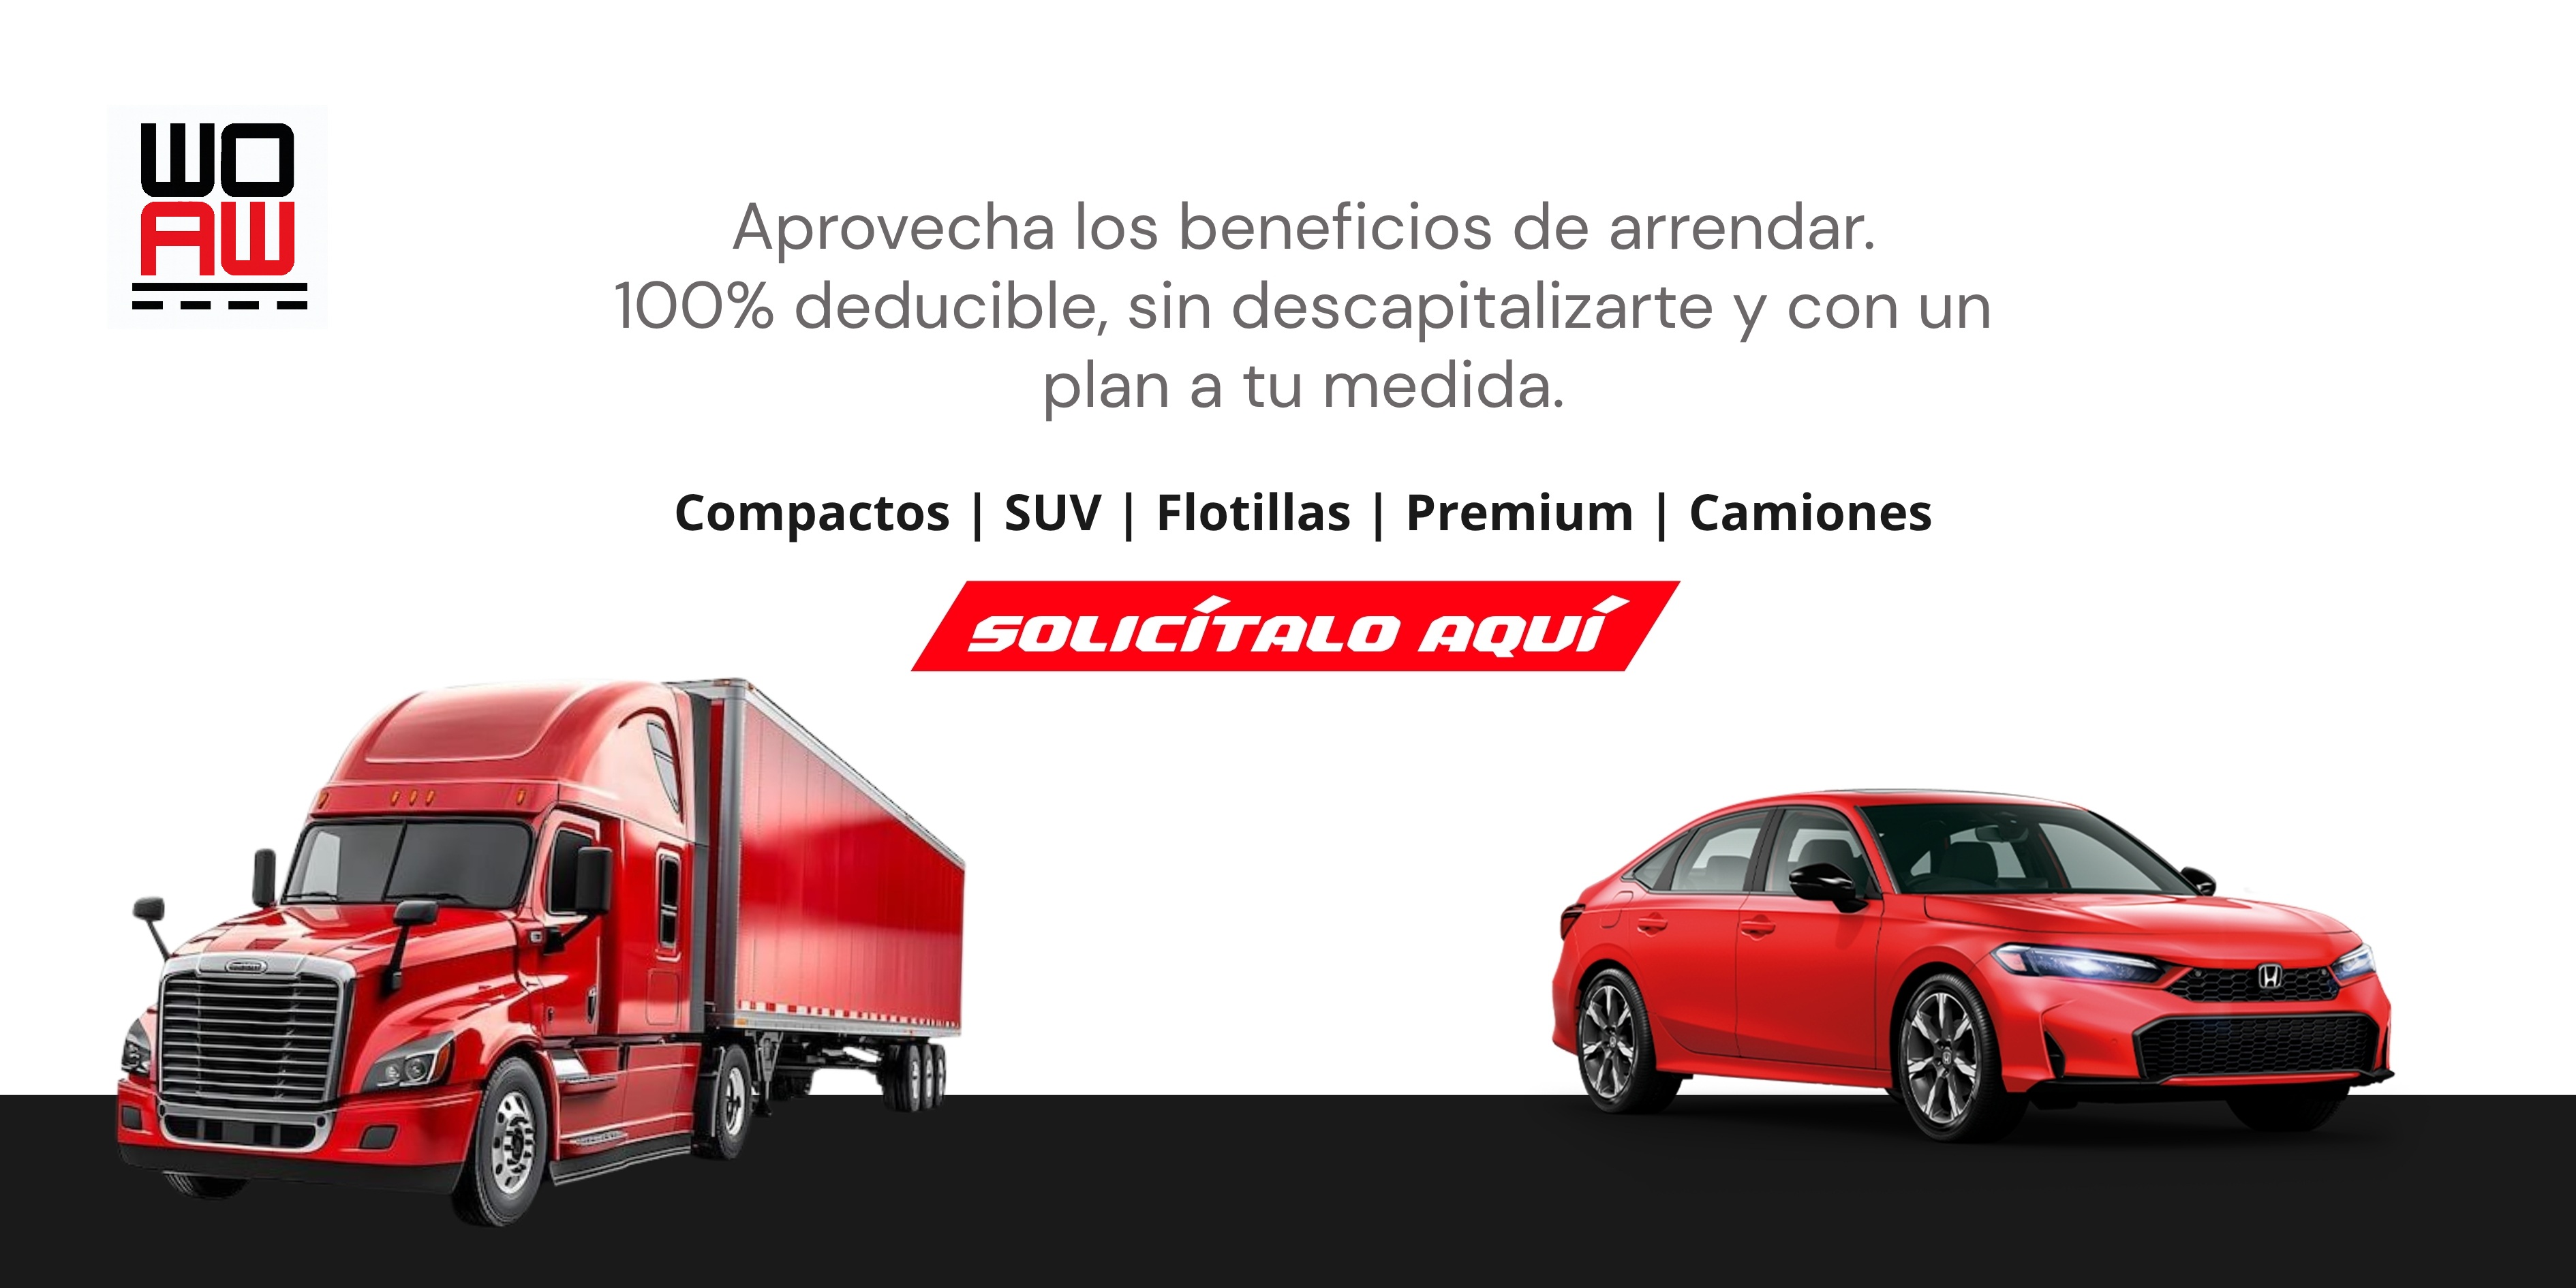 WO
AW
Aprovecha los beneficios de arrendar.
100% deducible, sin descapitalizarte y con un
plan a tu medida.
Compactos | SUV | Flotillas | Premium | Camiones
SOLICÍTALO AQUÍ